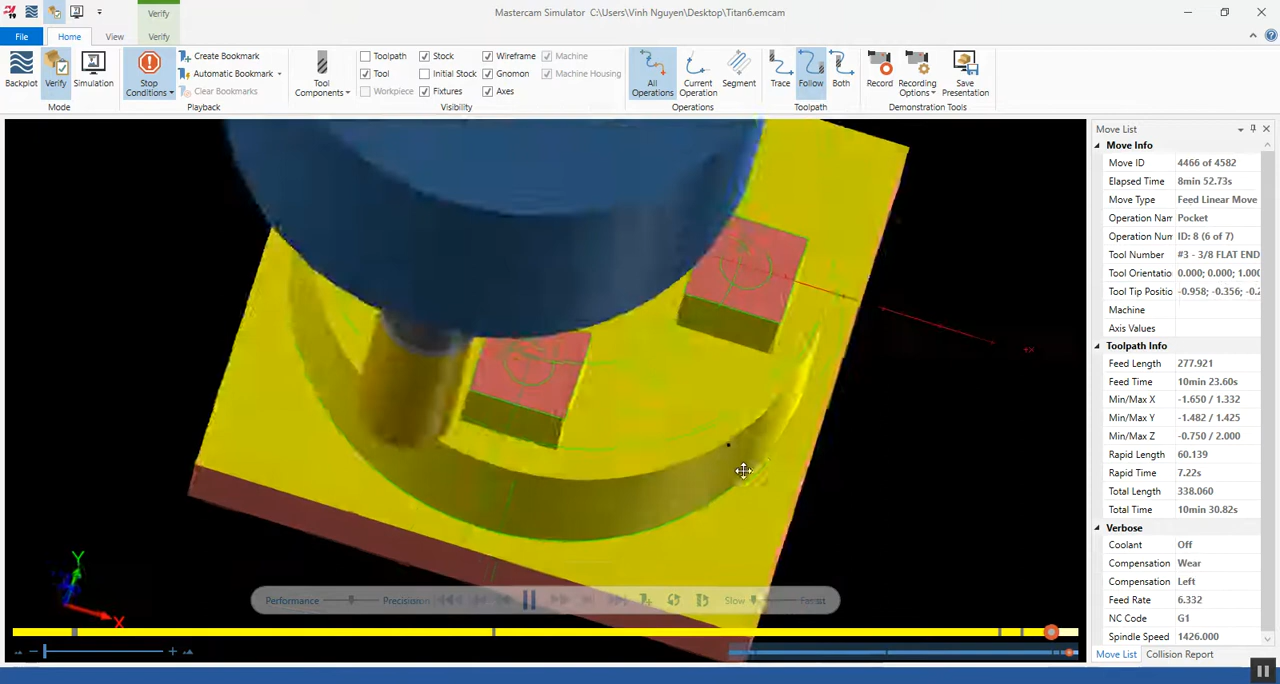 Verify
Mastercam Simulator C:\Users\Vinh Nguyen\Desktop\Titan6.emcam
File
Home
View
Verify
Backplot
Verify
Simulation
Mode
Stop Conditions
Create Bookmark
Automatic Bookmark
Clear Bookmarks
Playback
Tool Components
Toolpath
Tool
Workpiece
Stock
Initial Stock
Fixtures
Wireframe
Gnomon
Axes
Machine
Machine Housing
Visibility
All Operations
Current Operation
Segment
Operations
Trace
Follow
Both
Toolpath
Record
Recording Options
Save Presentation
Demonstration Tools
Move List
Move Info
Move ID 4466 of 4582
Elapsed Time 8min 52.73s
Move Type Feed Linear Move
Operation Nam Pocket
Operation Num ID: 8 (6 of 7)
Tool Number #3 - 3/8 FLAT END
Tool Orientatio 0.000; 0.000; 1.000
Tool Tip Positio -0.958; -0.356; -0.2
Machine
Axis Values
Toolpath Info
Feed Length 277.921
Feed Time 10min 23.60s
Min/Max X -1.650 / 1.332
Min/Max Y -1.482 / 1.425
Min/Max Z -0.750 / 2.000
Rapid Length 60.139
Rapid Time 7.22s
Total Length 338.060
Total Time 10min 30.82s
Verbose
Coolant Off
Compensation Wear
Compensation Left
Feed Rate 6.332
NC Code G1
Spindle Speed 1426.000
Move List
Collision Report
+X
Y
X
Performance
Precision
Slow